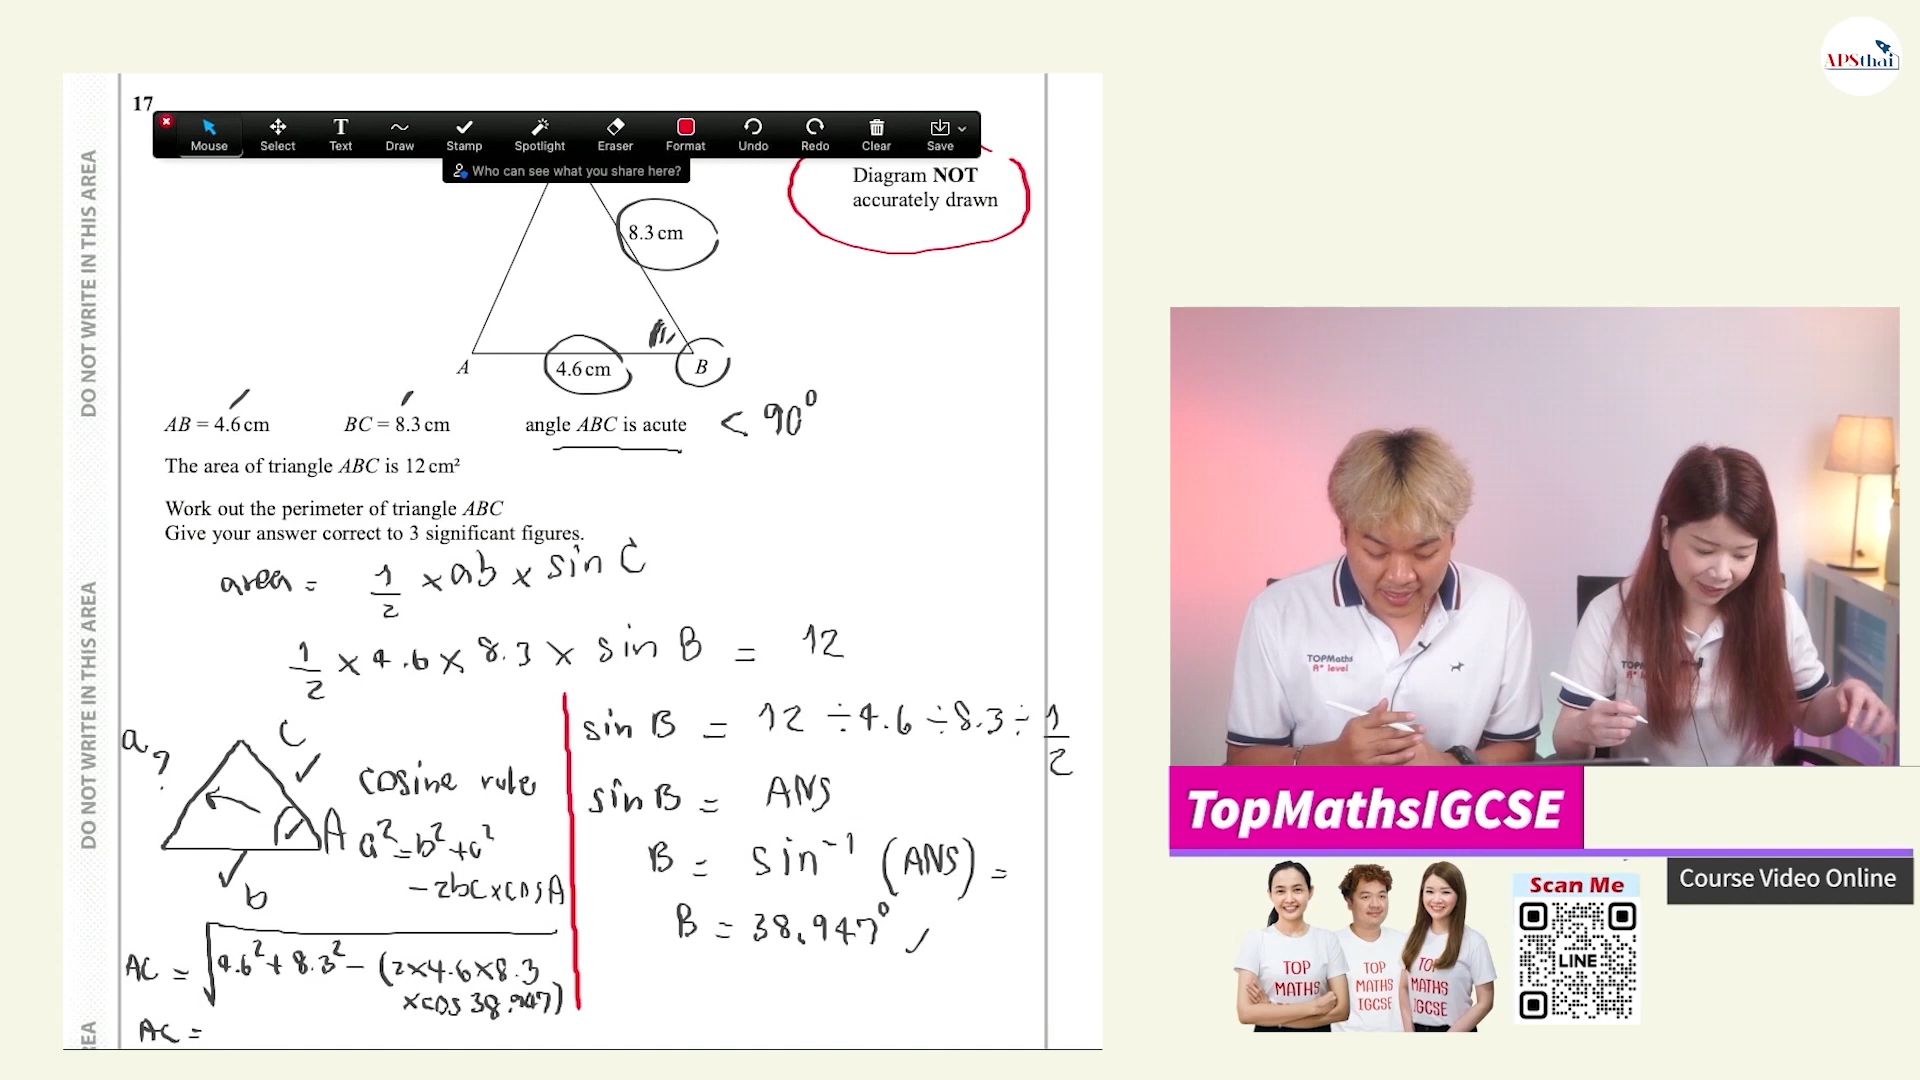 APSthai
17
Mouse Select Text Draw Stamp Spotlight Eraser Format Undo Redo Clear Save
Who can see what you share here?
Diagram NOT
accurately drawn
8.3 cm
4.6 cm
A
B
AB = 4.6 cm BC = 8.3 cm angle ABC is acute < 90°
The area of triangle ABC is 12 cm²
Work out the perimeter of triangle ABC
Give your answer correct to 3 significant figures.
area = 1/2 × ab × sin C
1/2 × 4.6 × 8.3 × sin B = 12
sin B = 12 ÷ 4.6 ÷ 8.3 ÷ 1/2
sin B = ANS
B = sin⁻¹ (ANS) =
B = 38.947°
a ?
C
A
b
cosine rule
a² = b² + c²
- 2bc × cos A
AC = √4.6² + 8.3² - (2×4.6×8.3
×cos 38.947)
AC =
DO NOT WRITE IN THIS AREA
DO NOT WRITE IN THIS AREA
EA
TOPMaths
A* level
TopMathsIGCSE
Course Video Online
Scan Me
LINE
TOP
MATHS
TOP
MATHS
IGCSE
MATHS
IGCSE